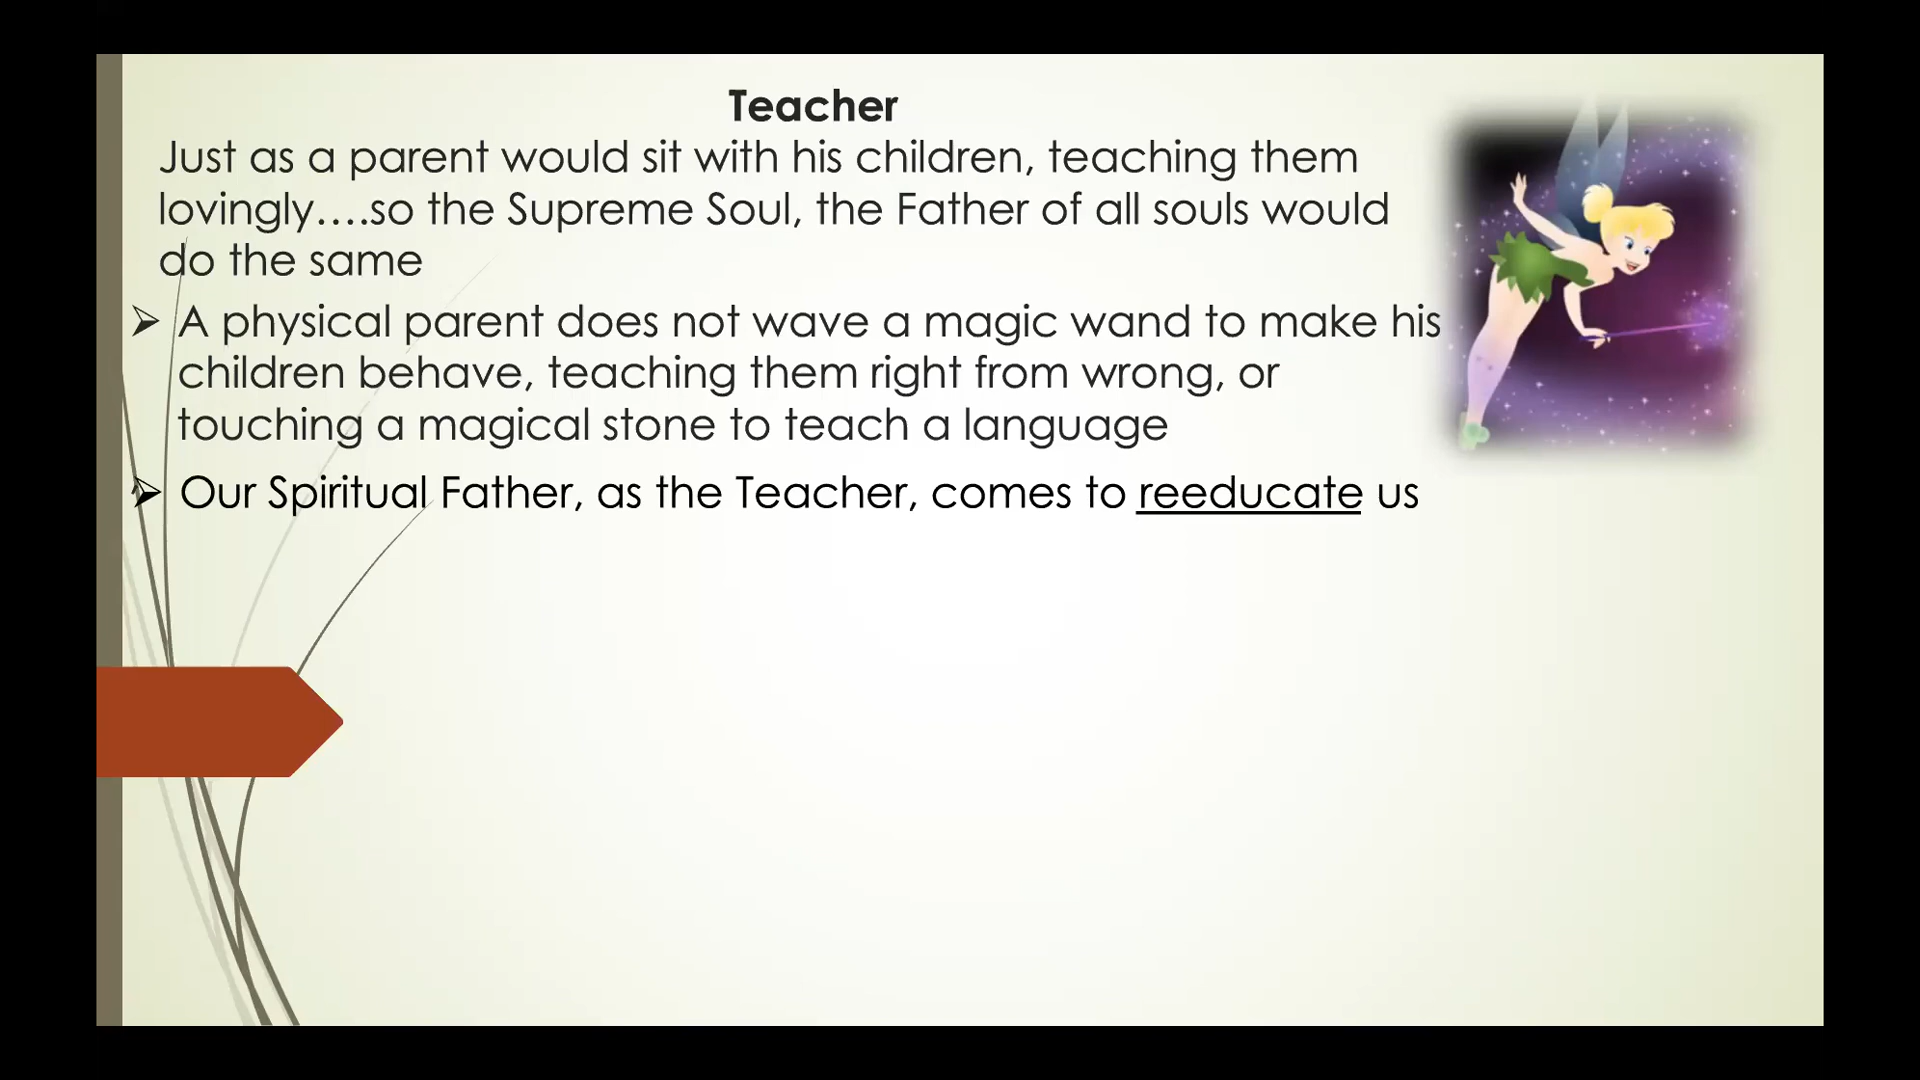 Teacher
Just as a parent would sit with his children, teaching them
lovingly....so the Supreme Soul, the Father of all souls would
do the same
➢ A physical parent does not wave a magic wand to make his
children behave, teaching them right from wrong, or
touching a magical stone to teach a language
➢ Our Spiritual Father, as the Teacher, comes to reeducate us